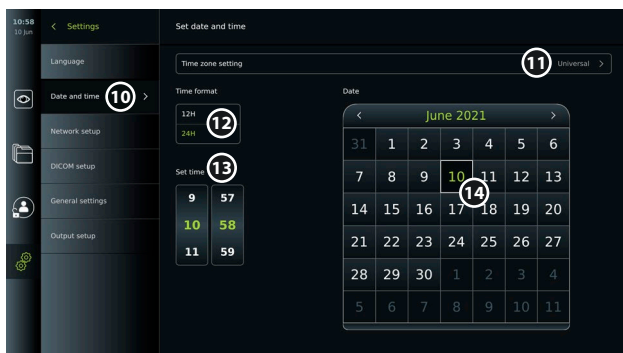 10:58
10 Jun
Settings
Set date and time
Language
Date and time 10
Network setup
DICOM setup
General settings
Output setup
Time zone setting 11 Universal
Time format
12H
24H
12
Set time 13
9 57
10 58
11 59
Date
June 2021
31 1 2 3 4 5 6
7 8 9 10 11 12 13
14
14 15 16 17 18 19 20
21 22 23 24 25 26 27
28 29 30 1 2 3 4
5 6 7 8 9 10 11